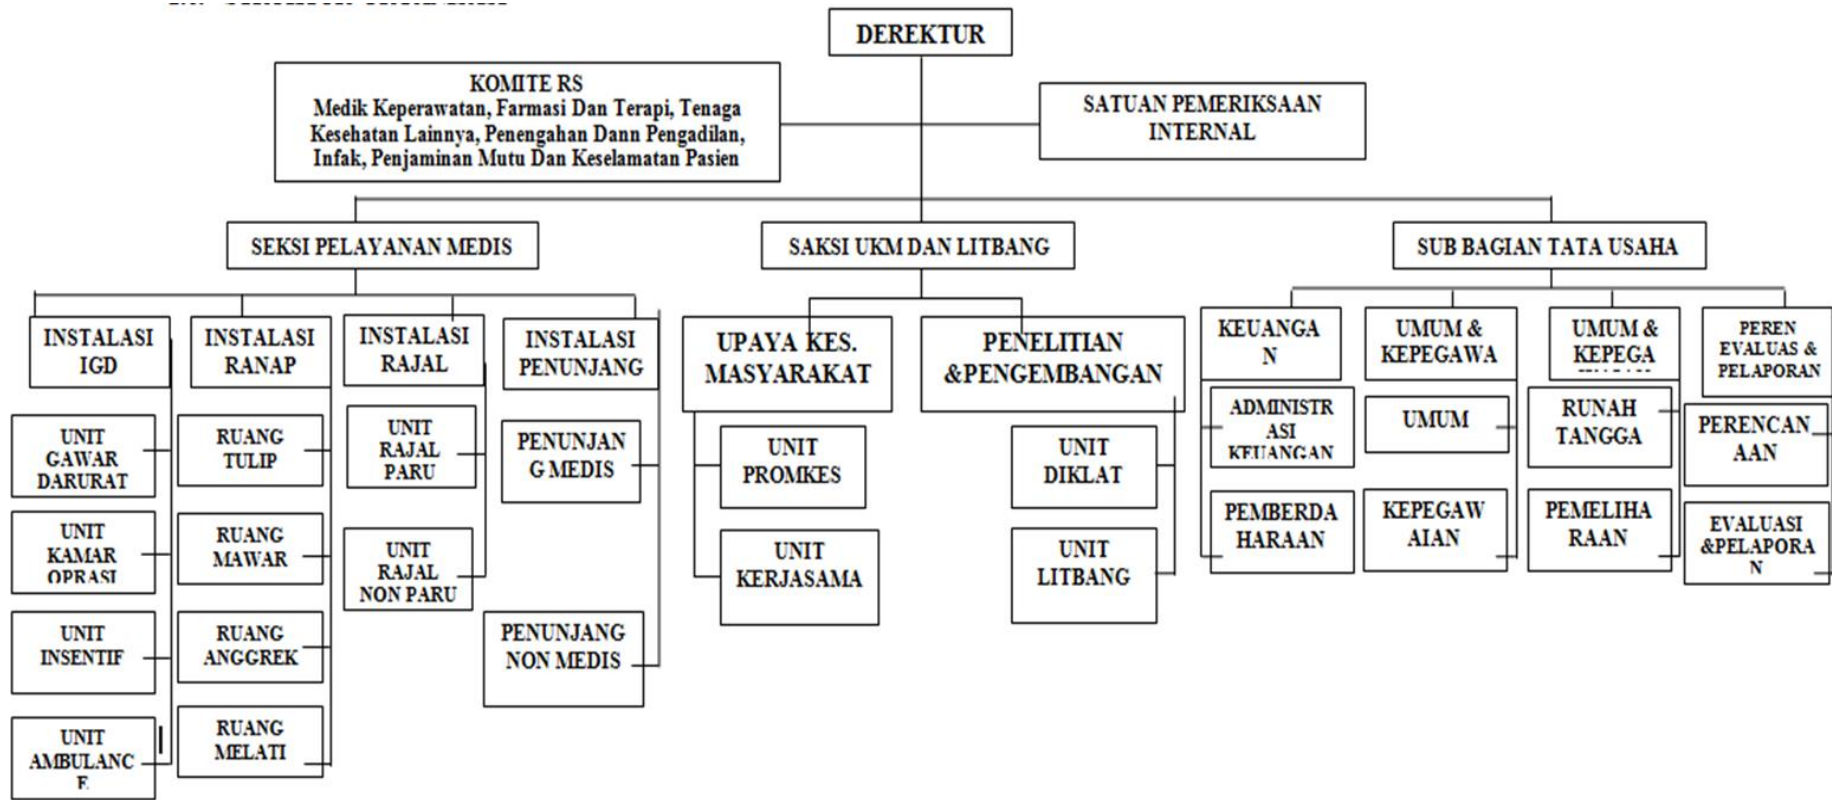 DEREKTUR
KOMITE RS
Medik Keperawatan, Farmasi Dan Terapi, Tenaga
Kesehatan Lainnya, Penengahan Dann Pengadilan,
Infak, Penjaminan Mutu Dan Keselamatan Pasien
SATUAN PEMERIKSAAN
INTERNAL
SEKSI PELAYANAN MEDIS
SAKSI UKM DAN LITBANG
SUB BAGIAN TATA USAHA
INSTALASI
IGD
INSTALASI
RANAP
INSTALASI
RAJAL
INSTALASI
PENUNJANG
UPAYA KES.
MASYARAKAT
PENELITIAN
&PENGEMBANGAN
KEUANGA
N
UMUM &
KEPEGAWA
UMUM &
KEPEGA
PEREN
EVALUAS &
PELAPORAN
UNIT
GAWAR
DARURAT
RUANG
TULIP
UNIT
RAJAL
PARU
PENUNJAN
G MEDIS
UNIT
PROMKES
UNIT
DIKLAT
ADMINISTR
ASI
KEUANGAN
UMUM
RUNAH
TANGGA
PERENCAN
AAN
UNIT
KAMAR
OPRASI
RUANG
MAWAR
UNIT
RAJAL
NON PARU
UNIT
KERJASAMA
UNIT
LITBANG
PEMBERDA
HARAAN
KEPEGAW
AIAN
PEMELIHA
RAAN
EVALUASI
&PELAPORA
N
UNIT
INSENTIF
RUANG
ANGGREK
PENUNJANG
NON MEDIS
UNIT
AMBULANC
E
RUANG
MELATI